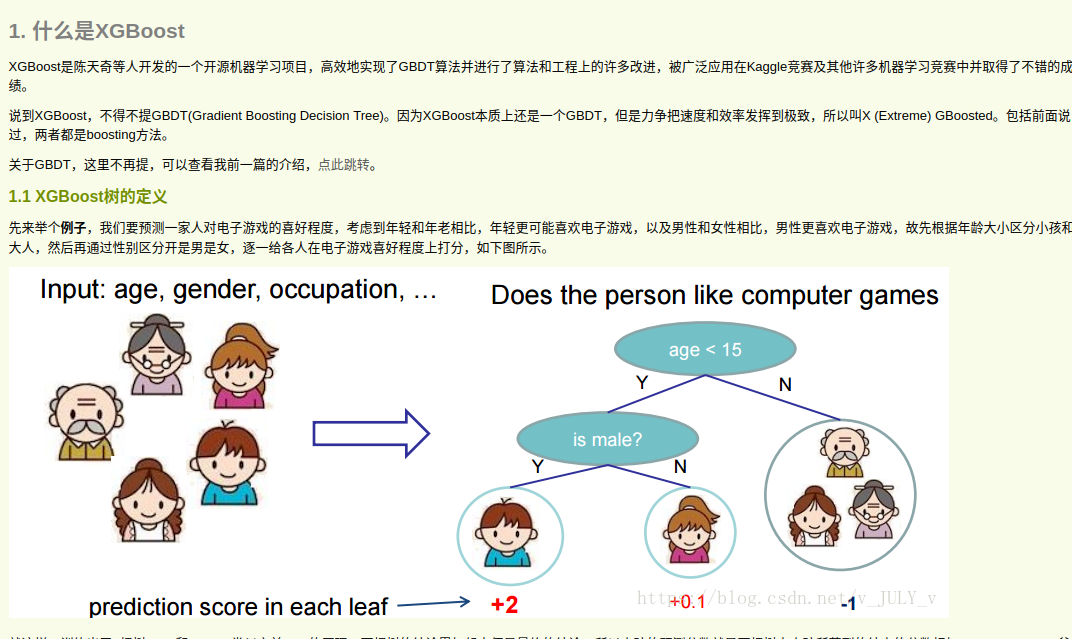 1. 什么是XGBoost
XGBoost是陈天奇等人开发的一个开源机器学习项目，高效地实现了GBDT算法并进行了算法和工程上的许多改进，被广泛应用在Kaggle竞赛及其他许多机器学习竞赛中并取得了不错的成
绩。
说到XGBoost，不得不提GBDT(Gradient Boosting Decision Tree)。因为XGBoost本质上还是一个GBDT，但是力争把速度和效率发挥到极致，所以叫X (Extreme) GBoosted。包括前面说
过，两者都是boosting方法。
关于GBDT，这里不再提，可以查看我前一篇的介绍，点此跳转。
1.1 XGBoost树的定义
先来举个例子，我们要预测一家人对电子游戏的喜好程度，考虑到年轻和年老相比，年轻更可能喜欢电子游戏，以及男性和女性相比，男性更喜欢电子游戏，故先根据年龄大小区分小孩和
大人，然后再通过性别区分开是男是女，逐一给各人在电子游戏喜好程度上打分，如下图所示。
Input: age, gender, occupation, …
Does the person like computer games
age < 15
Y
N
is male?
Y
N
prediction score in each leaf
+2
+0.1
-1
https://blog.csdn.net/v_JULY_v